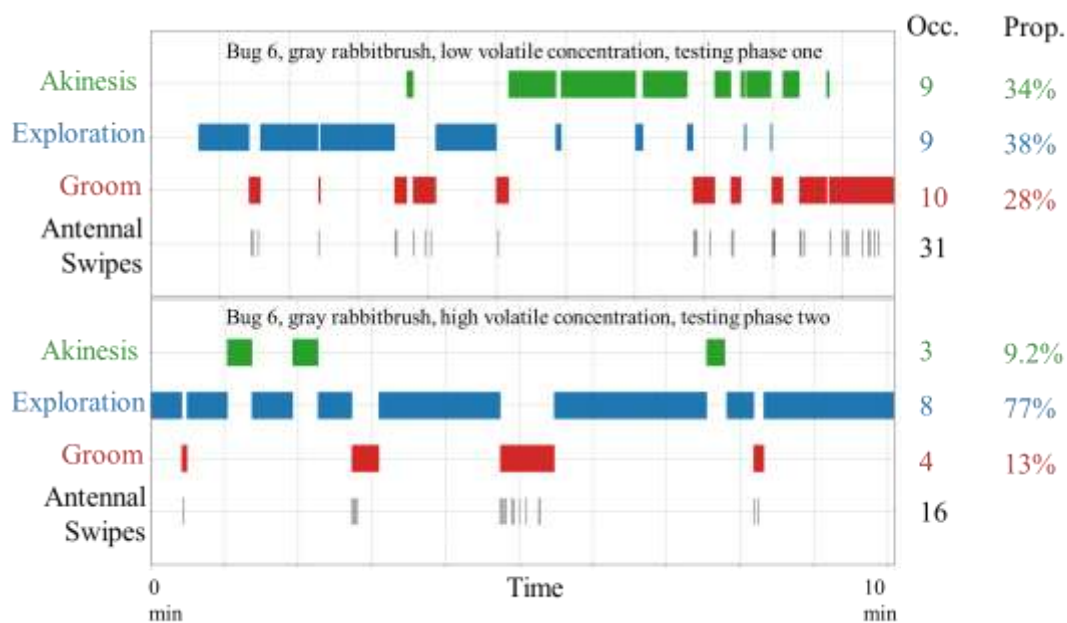 Occ. Prop.
Bug 6, gray rabbitbrush, low volatile concentration, testing phase one
Akinesis 9 34%
Exploration 9 38%
Groom 10 28%
Antennal
Swipes 31
Bug 6, gray rabbitbrush, high volatile concentration, testing phase two
Akinesis 3 9.2%
Exploration 8 77%
Groom 4 13%
Antennal
Swipes 16
0 Time 10
min min